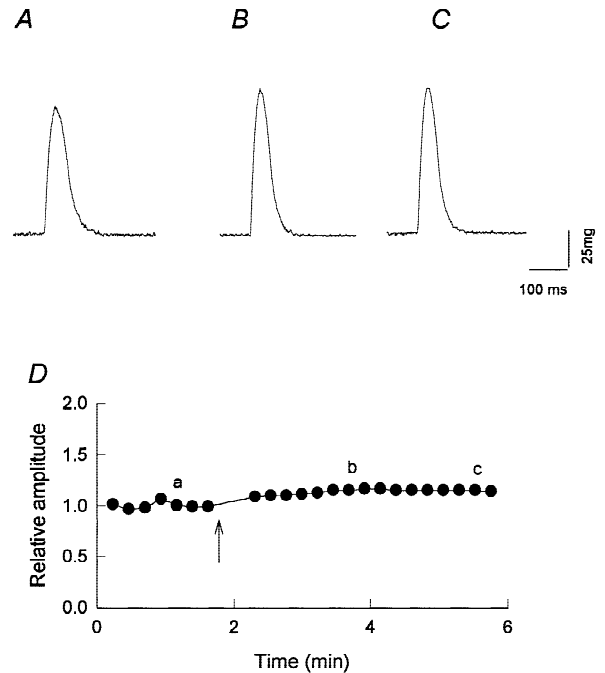 A B C
25mg
100 ms
D
Relative amplitude
2.0
1.5
1.0
0.5
0.0
a b c
0 2 4 6
Time (min)